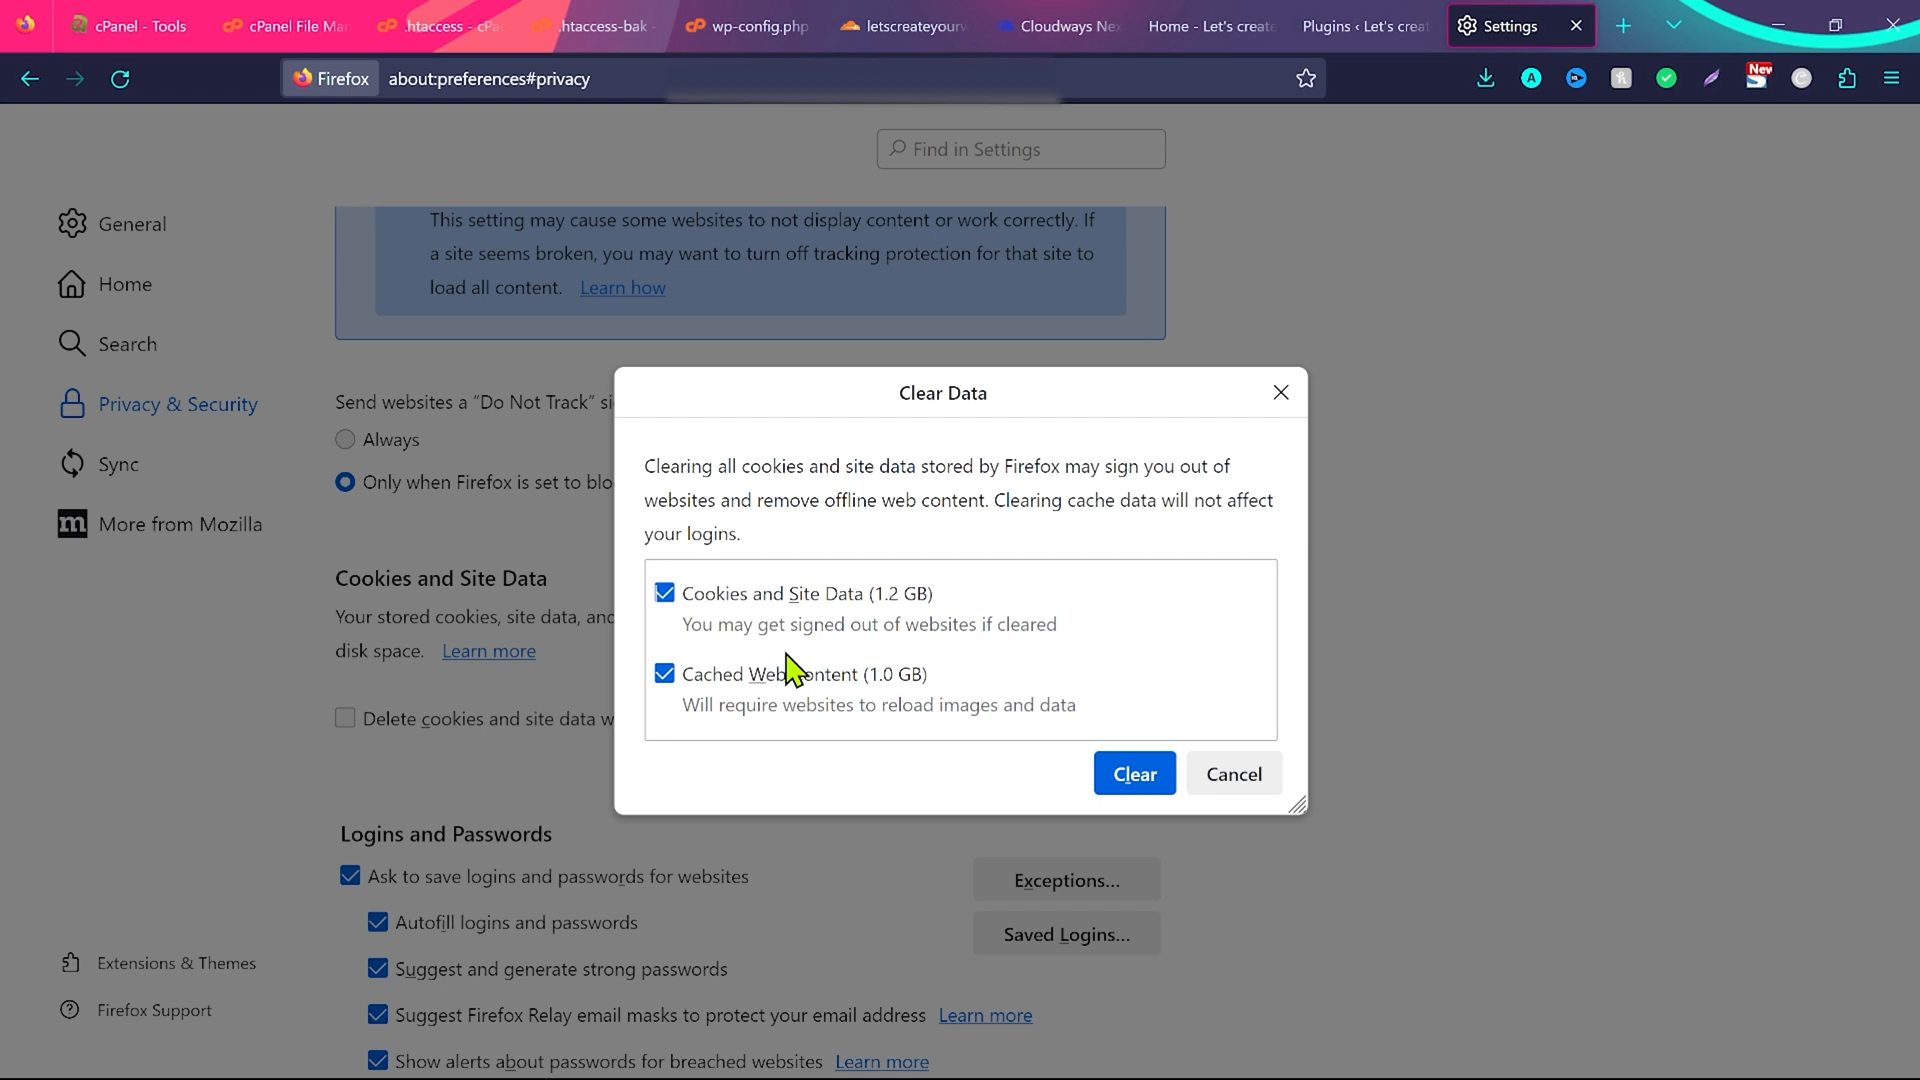 cPanel - Tools
cPanel File Man
.htaccess - cPa
.htaccess-bak -
wp-config.php
letscreateyourw
Cloudways Ne
Home - Let's create
Plugins ‹ Let's creat
Settings
Firefox
about:preferences#privacy
New
Find in Settings
General
Home
Search
Privacy & Security
Sync
More from Mozilla
Extensions & Themes
Firefox Support
This setting may cause some websites to not display content or work correctly. If
a site seems broken, you may want to turn off tracking protection for that site to
load all content. Learn how
Send websites a “Do Not Track” si
Always
Only when Firefox is set to blo
Cookies and Site Data
Your stored cookies, site data, and
disk space. Learn more
Delete cookies and site data w
Clear Data
Clearing all cookies and site data stored by Firefox may sign you out of
websites and remove offline web content. Clearing cache data will not affect
your logins.
Cookies and Site Data (1.2 GB)
You may get signed out of websites if cleared
Cached Web ontent (1.0 GB)
Will require websites to reload images and data
Clear
Cancel
Logins and Passwords
Ask to save logins and passwords for websites
Exceptions...
Autofill logins and passwords
Saved Logins...
Suggest and generate strong passwords
Suggest Firefox Relay email masks to protect your email address Learn more
Show alerts about passwords for breached websites Learn more